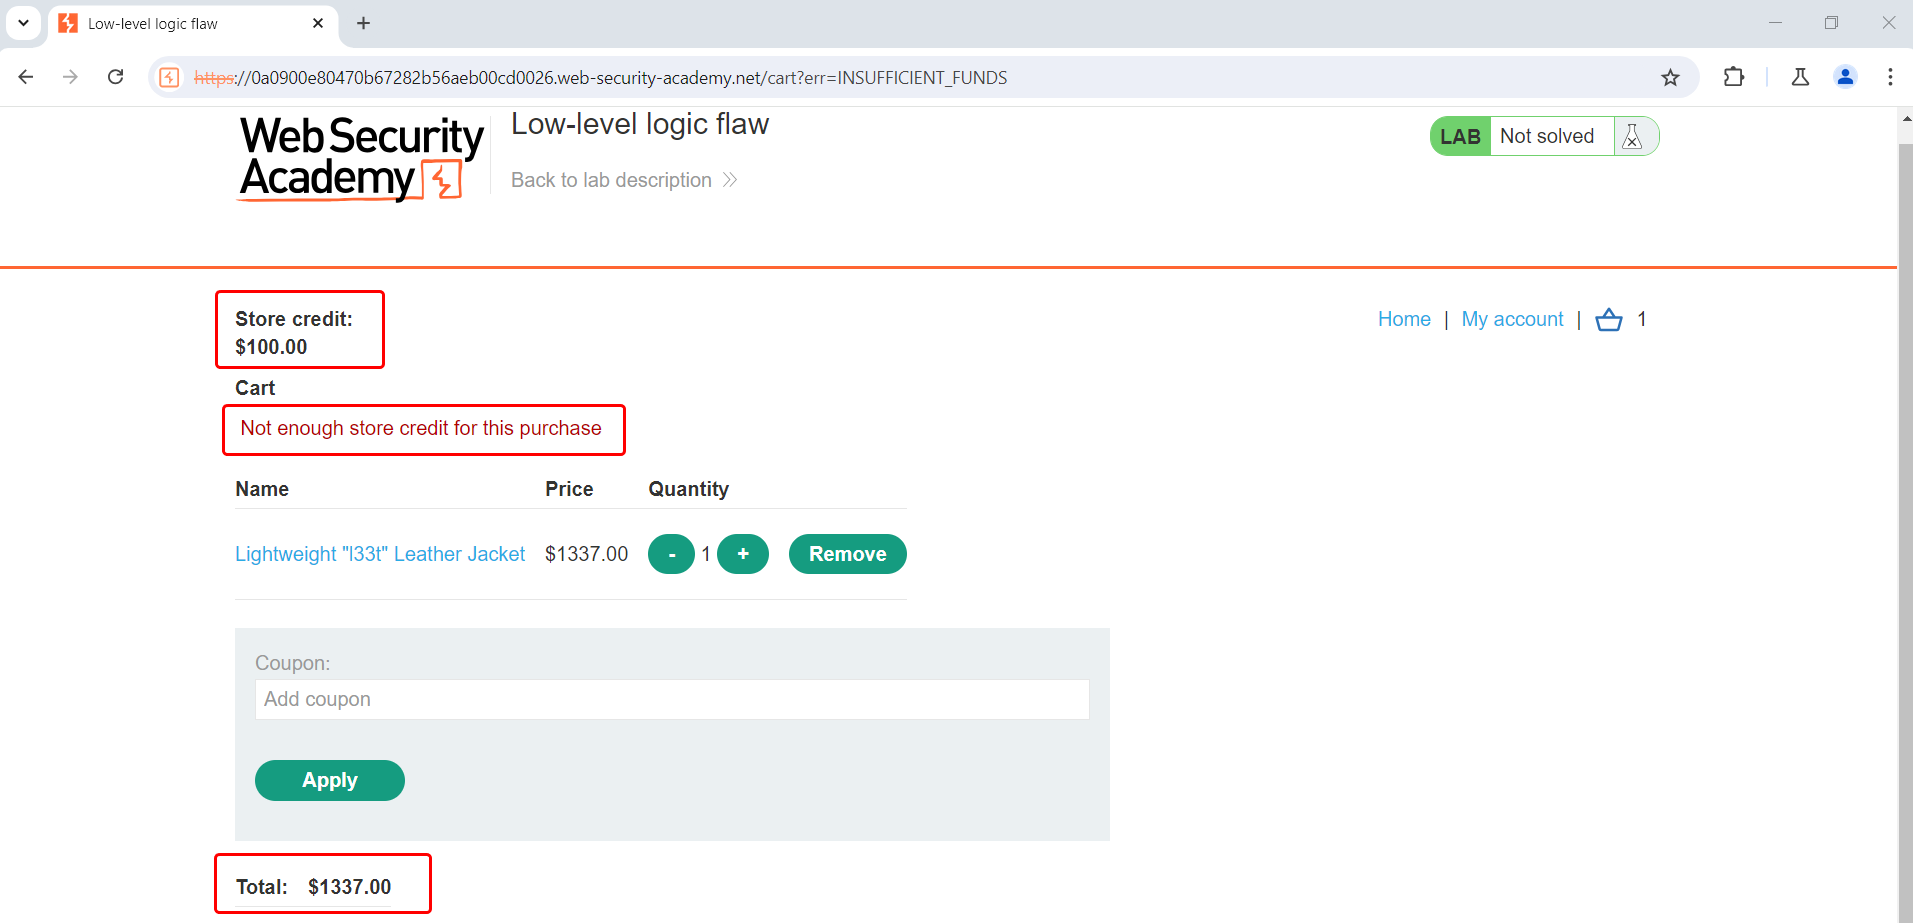 Low-level logic flaw
https://0a0900e80470b67282b56aeb00cd0026.web-security-academy.net/cart?err=INSUFFICIENT_FUNDS
Web Security
Academy
Low-level logic flaw
Back to lab description
LAB Not solved
Store credit:
$100.00
Home | My account | 1
Cart
Not enough store credit for this purchase
Name Price Quantity
Lightweight "l33t" Leather Jacket $1337.00 - 1 + Remove
Coupon:
Add coupon
Apply
Total: $1337.00